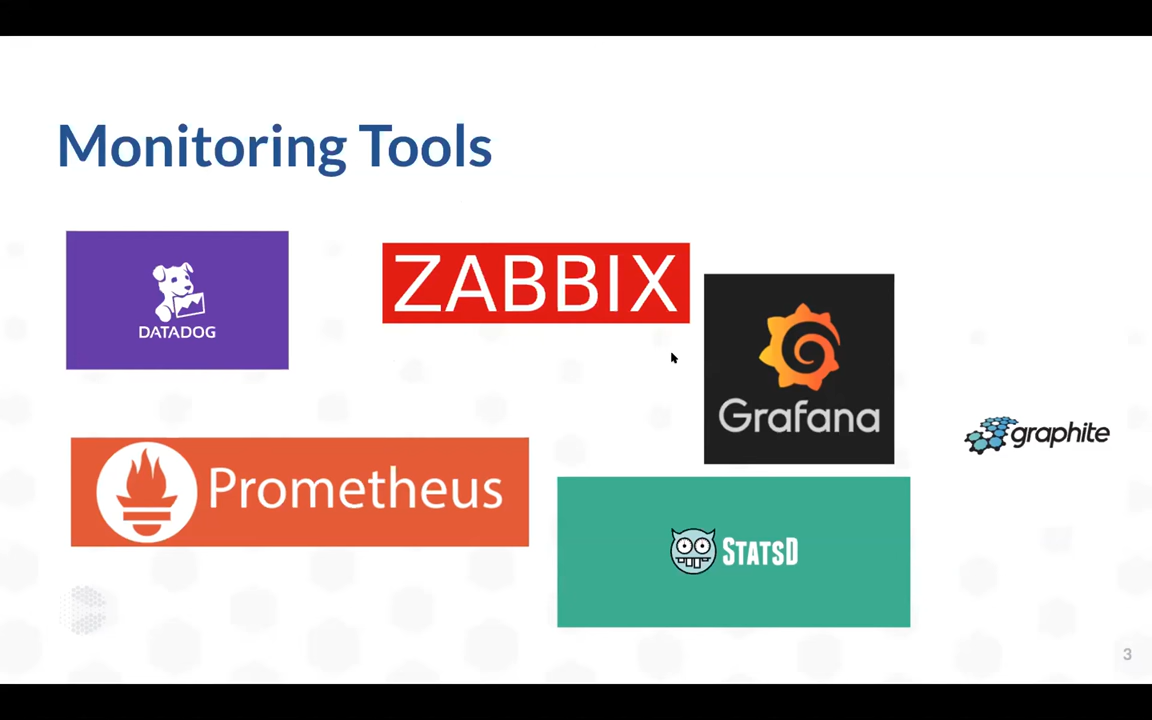 Monitoring Tools
DATADOG
ZABBIX
Grafana
graphite
Prometheus
STATSD
3